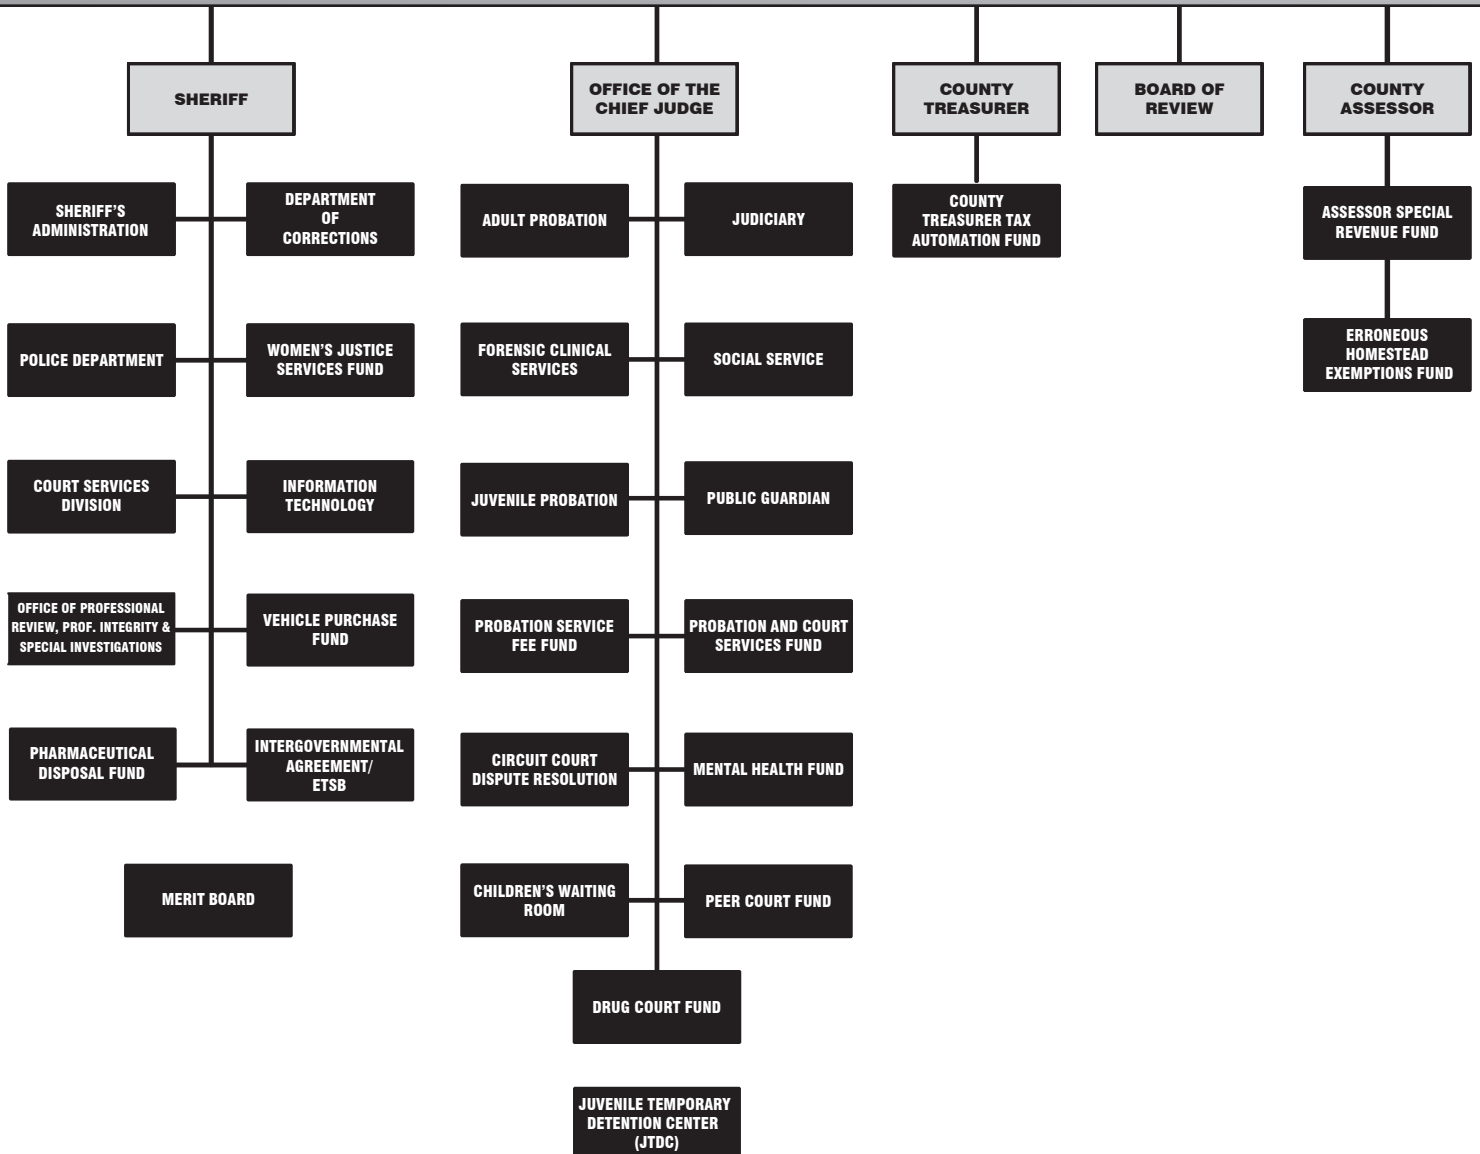 SHERIFF
OFFICE OF THE
CHIEF JUDGE
COUNTY
TREASURER
BOARD OF
REVIEW
COUNTY
ASSESSOR
SHERIFF'S
ADMINISTRATION
DEPARTMENT
OF
CORRECTIONS
POLICE DEPARTMENT
WOMEN'S JUSTICE
SERVICES FUND
COURT SERVICES
DIVISION
INFORMATION
TECHNOLOGY
OFFICE OF PROFESSIONAL
REVIEW, PROF. INTEGRITY &
SPECIAL INVESTIGATIONS
VEHICLE PURCHASE
FUND
PHARMACEUTICAL
DISPOSAL FUND
INTERGOVERNMENTAL
AGREEMENT/
ETSB
MERIT BOARD
ADULT PROBATION
JUDICIARY
FORENSIC CLINICAL
SERVICES
SOCIAL SERVICE
JUVENILE PROBATION
PUBLIC GUARDIAN
PROBATION SERVICE
FEE FUND
PROBATION AND COURT
SERVICES FUND
CIRCUIT COURT
DISPUTE RESOLUTION
MENTAL HEALTH FUND
CHILDREN'S WAITING
ROOM
PEER COURT FUND
DRUG COURT FUND
JUVENILE TEMPORARY
DETENTION CENTER
(JTDC)
COUNTY
TREASURER TAX
AUTOMATION FUND
ASSESSOR SPECIAL
REVENUE FUND
ERRONEOUS
HOMESTEAD
EXEMPTIONS FUND